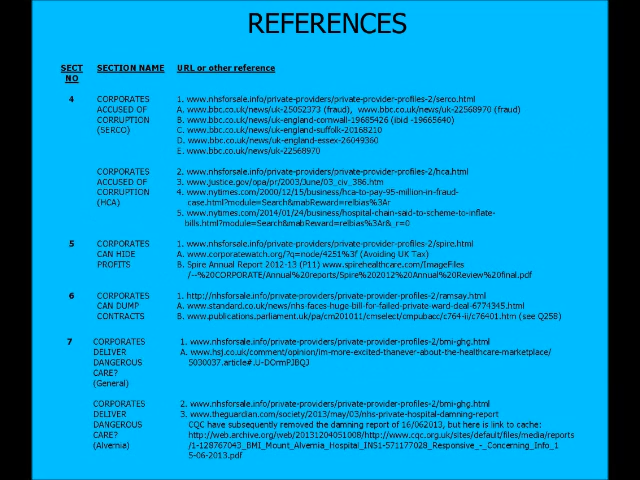 REFERENCES
SECT NO SECTION NAME URL or other reference
4 CORPORATES 1. www.nhsforsale.info/private-providers/private-provider-profiles-2/serco.html
ACCUSED OF A. www.bbc.co.uk/news/uk-25052373 (fraud), www.bbc.co.uk/news/uk-22568970 (fraud)
CORRUPTION B. www.bbc.co.uk/news/uk-england-cornwall-19685426 (ibid -19665640)
(SERCO) C. www.bbc.co.uk/news/uk-england-suffolk-20168210
D. www.bbc.co.uk/news/uk-england-essex-26049360
E. www.bbc.co.uk/news/uk-22568970
CORPORATES 2. www.nhsforsale.info/private-providers/private-provider-profiles-2/hca.html
ACCUSED OF 3. www.justice.gov/opa/pr/2003/June/03_civ_386.htm
CORRUPTION 4. www.nytimes.com/2000/12/15/business/hca-to-pay-95-million-in-fraud-
(HCA) case.html?module=Search&mabReward=relbias%3Ar
5. www.nytimes.com/2014/01/24/business/hospital-chain-said-to-scheme-to-inflate-
bills.html?module=Search&mabReward=relbias%3Ar&_r=0
5 CORPORATES 1. www.nhsforsale.info/private-providers/private-provider-profiles-2/spire.html
CAN HIDE A. www.corporatewatch.org/?q=node/4251%3f (Avoiding UK Tax)
PROFITS B. Spire Annual Report 2012-13 (P11) www.spirehealthcare.com/ImageFiles
/--%20CORPORATE/Annual%20reports/Spire%202012%20Annual%20Review%20final.pdf
6 CORPORATES 1. http://nhsforsale.info/private-providers/private-provider-profiles-2/ramsay.html
CAN DUMP A. www.standard.co.uk/news/nhs-faces-huge-bill-for-failed-private-ward-deal-6774345.html
CONTRACTS B. www.publications.parliament.uk/pa/cm201011/cmselect/cmpubacc/c764-ii/c76401.htm (see Q258)
7 CORPORATES 1. www.nhsforsale.info/private-providers/private-provider-profiles-2/bmi-ghg.html
DELIVER A. www.hsj.co.uk/comment/opinion/im-more-excited-thanever-about-the-healthcare-marketplace/
DANGEROUS 5030037.article#.U-DOrmPJBQJ
CARE?
(General)
CORPORATES 2. www.nhsforsale.info/private-providers/private-provider-profiles-2/bmi-ghg.html
DELIVER 3. www.theguardian.com/society/2013/may/03/nhs-private-hospital-damning-report
DANGEROUS CQC have subsequently removed the damning report of 16/062013, but here is link to cache:
CARE? http://web.archive.org/web/20131204051008/http://www.cqc.org.uk/sites/default/files/media/reports
(Alvernia) /1-128767043_BMI_Mount_Alvernia_Hospital_INS1-571177028_Responsive_-_Concerning_Info_1
5-06-2013.pdf